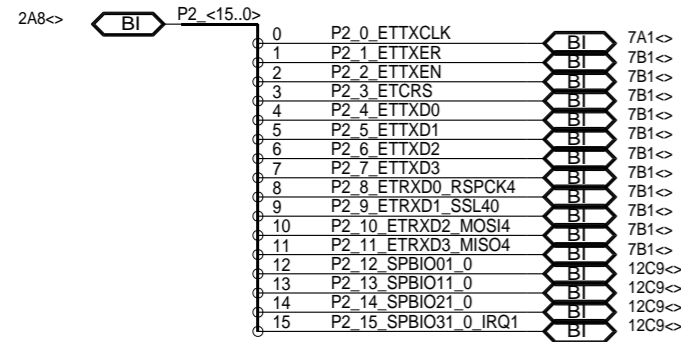 2A8<> BI P2_<15..0>
0 P2_0_ETTXCLK BI 7A1<>
1 P2_1_ETTXER BI 7B1<>
2 P2_2_ETTXEN BI 7B1<>
3 P2_3_ETCRS BI 7B1<>
4 P2_4_ETTXD0 BI 7B1<>
5 P2_5_ETTXD1 BI 7B1<>
6 P2_6_ETTXD2 BI 7B1<>
7 P2_7_ETTXD3 BI 7B1<>
8 P2_8_ETRXD0_RSPCK4 BI 7B1<>
9 P2_9_ETRXD1_SSL40 BI 7B1<>
10 P2_10_ETRXD2_MOSI4 BI 7B1<>
11 P2_11_ETRXD3_MISO4 BI 7B1<>
12 P2_12_SPBIO01_0 BI 12C9<>
13 P2_13_SPBIO11_0 BI 12C9<>
14 P2_14_SPBIO21_0 BI 12C9<>
15 P2_15_SPBIO31_0_IRQ1 BI 12C9<>